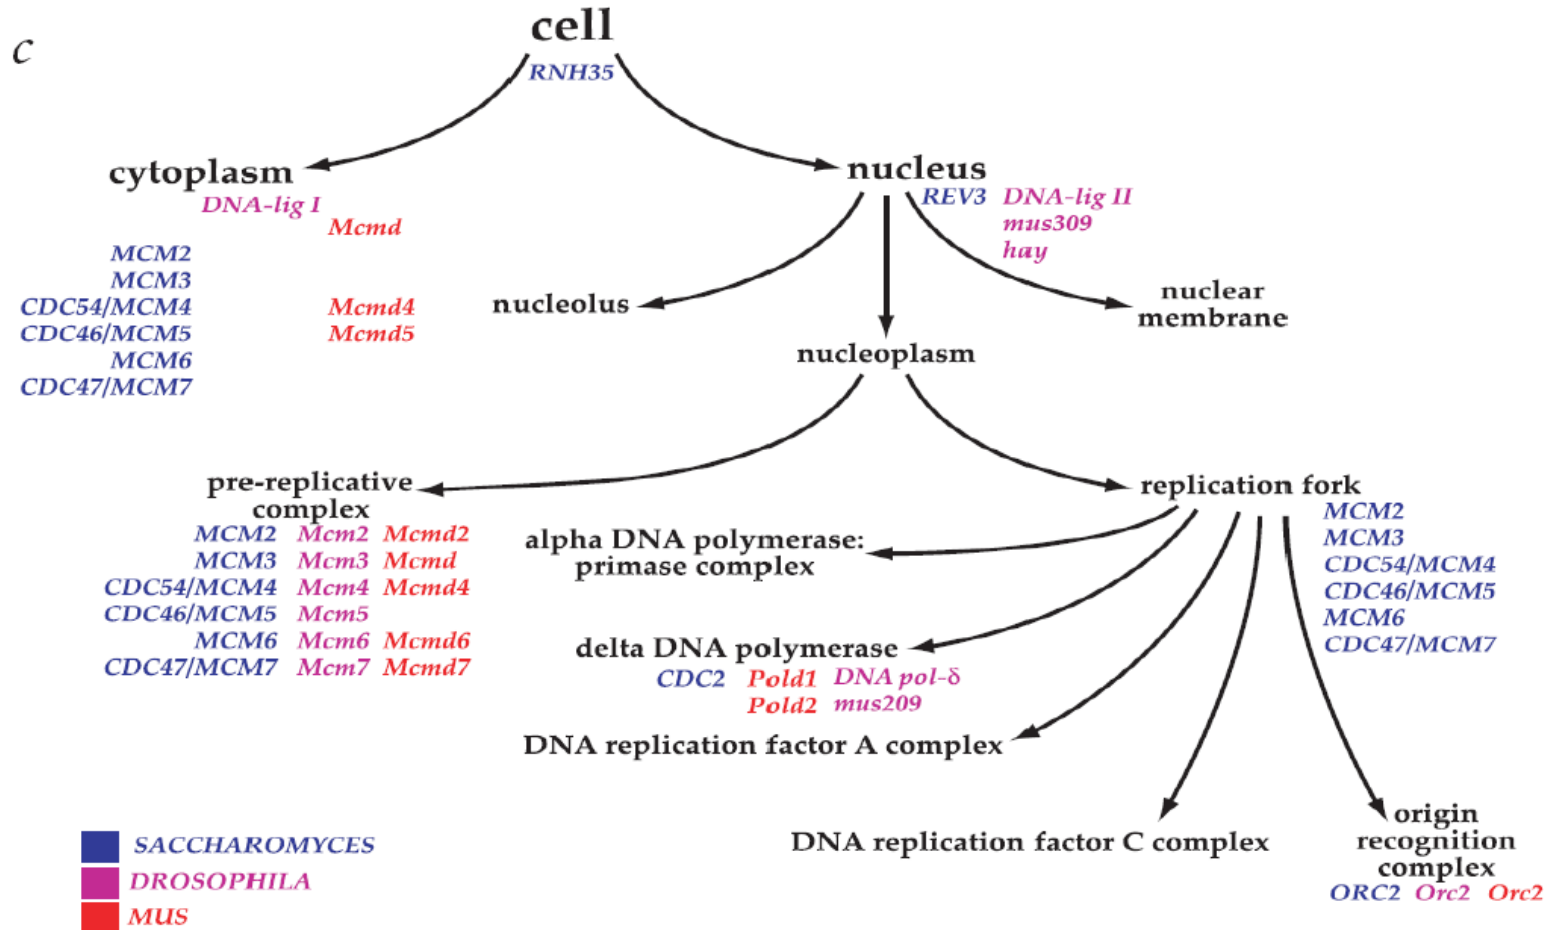 c
cell
RNH35
cytoplasm
DNA-lig I
Mcmd
MCM2
MCM3
CDC54/MCM4 Mcmd4
CDC46/MCM5 Mcmd5
MCM6
CDC47/MCM7
nucleus
REV3 DNA-lig II
mus309
hay
nucleolus
nuclear
membrane
nucleoplasm
pre-replicative
complex
MCM2 Mcm2 Mcmd2
MCM3 Mcm3 Mcmd
CDC54/MCM4 Mcm4 Mcmd4
CDC46/MCM5 Mcm5
MCM6 Mcm6 Mcmd6
CDC47/MCM7 Mcm7 Mcmd7
replication fork
MCM2
MCM3
CDC54/MCM4
CDC46/MCM5
MCM6
CDC47/MCM7
alpha DNA polymerase:
primase complex
delta DNA polymerase
CDC2 Pold1 DNA pol-δ
Pold2 mus209
DNA replication factor A complex
DNA replication factor C complex
origin
recognition
complex
ORC2 Orc2 Orc2
SACCHAROMYCES
DROSOPHILA
MUS